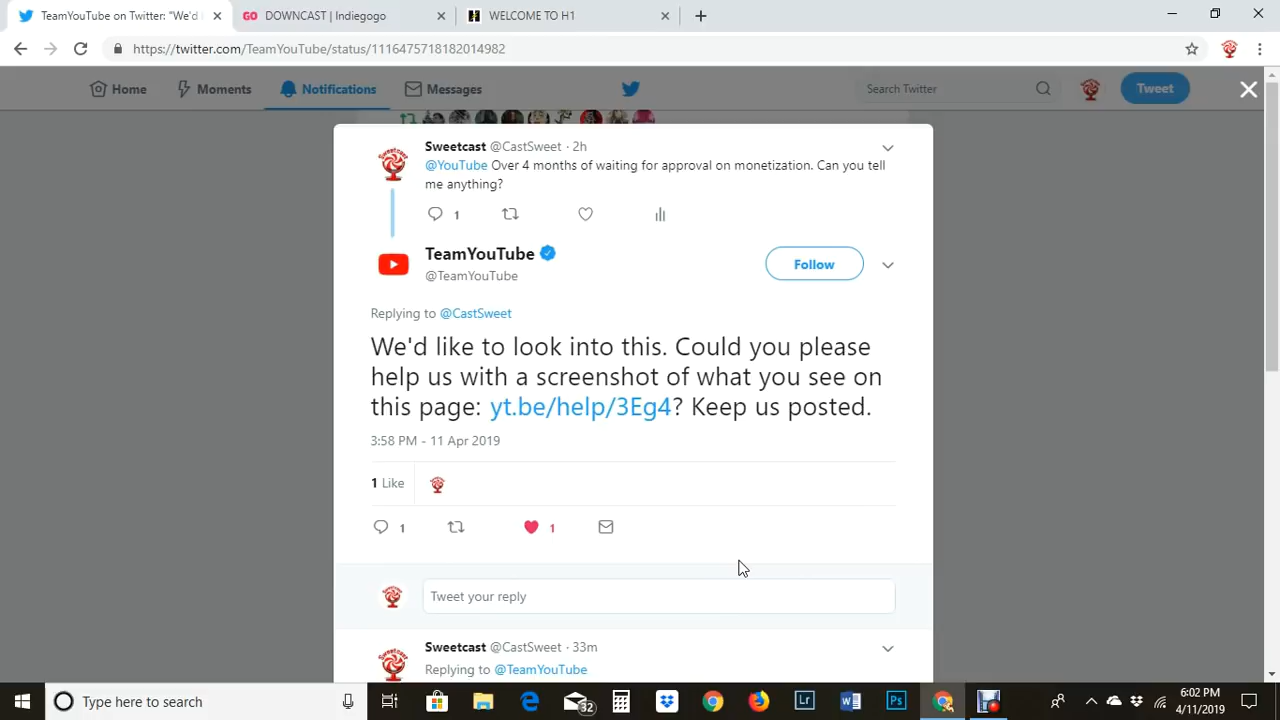 TeamYouTube on Twitter: "We'd l
DOWNCAST | Indiegogo
WELCOME TO H1
https://twitter.com/TeamYouTube/status/1116475718182014982
Home
Moments
Notifications
Messages
Search Twitter
Tweet
Sweetcast @CastSweet · 2h
@YouTube Over 4 months of waiting for approval on monetization. Can you tell
me anything?
1
TeamYouTube
@TeamYouTube
Follow
Replying to @CastSweet
We'd like to look into this. Could you please
help us with a screenshot of what you see on
this page: yt.be/help/3Eg4? Keep us posted.
3:58 PM - 11 Apr 2019
1 Like
1
1
Tweet your reply
Sweetcast @CastSweet · 33m
Replying to @TeamYouTube
Type here to search
32
Lr
Ps
6:02 PM
4/11/2019